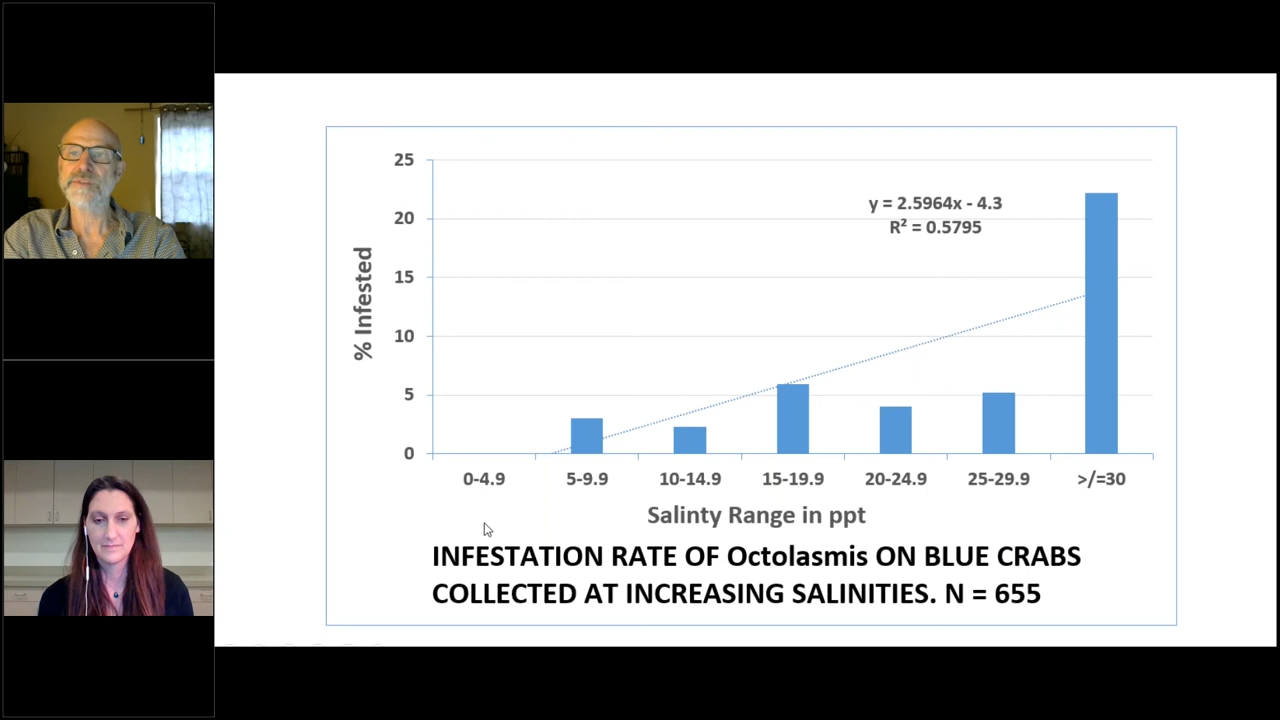 25
20
15
10
5
0
% Infested
y = 2.5964x - 4.3
R² = 0.5795
0-4.9 5-9.9 10-14.9 15-19.9 20-24.9 25-29.9 >/=30
Salinty Range in ppt
INFESTATION RATE OF Octolasmis ON BLUE CRABS
COLLECTED AT INCREASING SALINITIES. N = 655